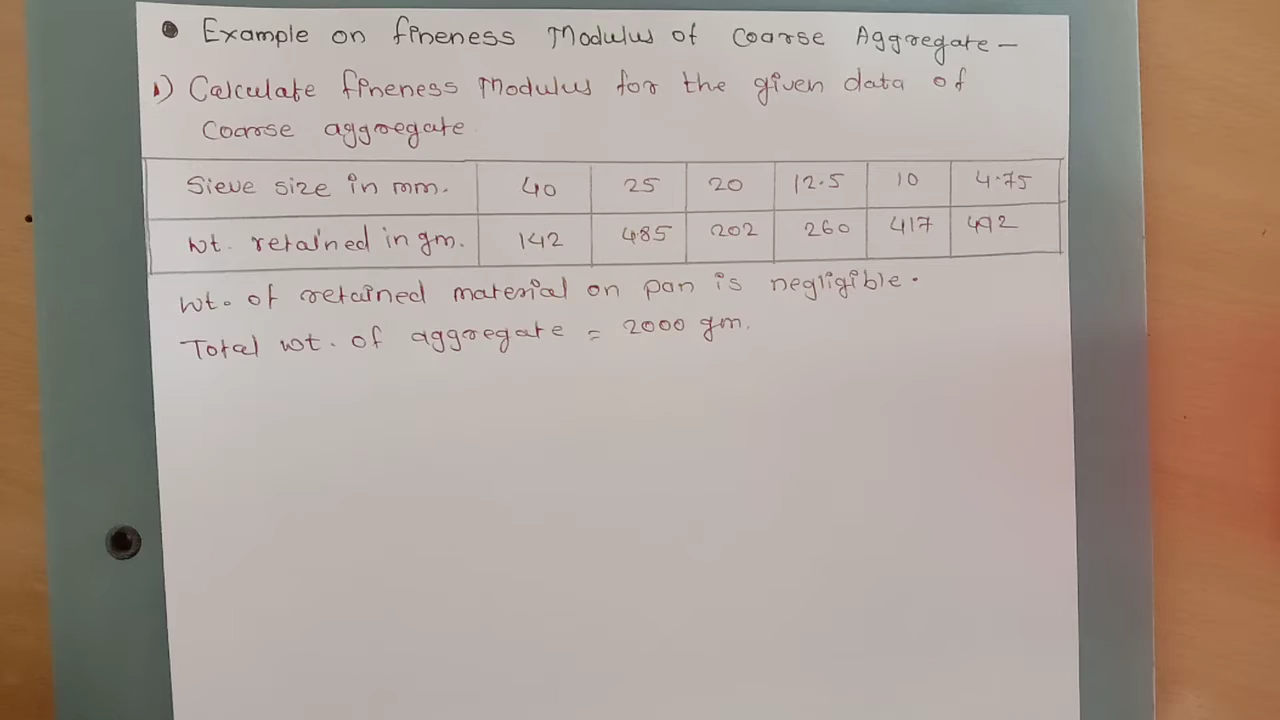 • Example on fineness Modulus of Coarse Aggregate –
1) Calculate fineness Modulus for the given data of
Coarse aggregate
Sieve size in mm. 40 25 20 12.5 10 4.75
wt. retained in gm. 142 485 202 260 417 492
wt. of retained material on pan is negligible.
Total wt. of aggregate = 2000 gm.